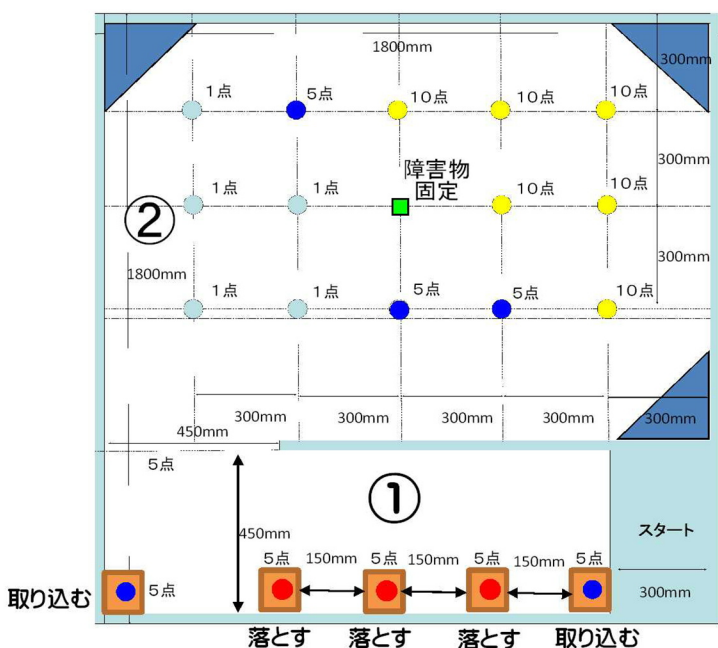 1800mm
300mm
1点
5点
10点
10点
10点
300mm
障害物
固定
1点
1点
10点
10点
②
300mm
1800mm
1点
1点
5点
5点
10点
300mm
300mm
300mm
300mm
300mm
450mm
5点
①
450mm
スタート
5点
150mm
5点
150mm
5点
150mm
5点
5点
300mm
取り込む
落とす
落とす
落とす
取り込む